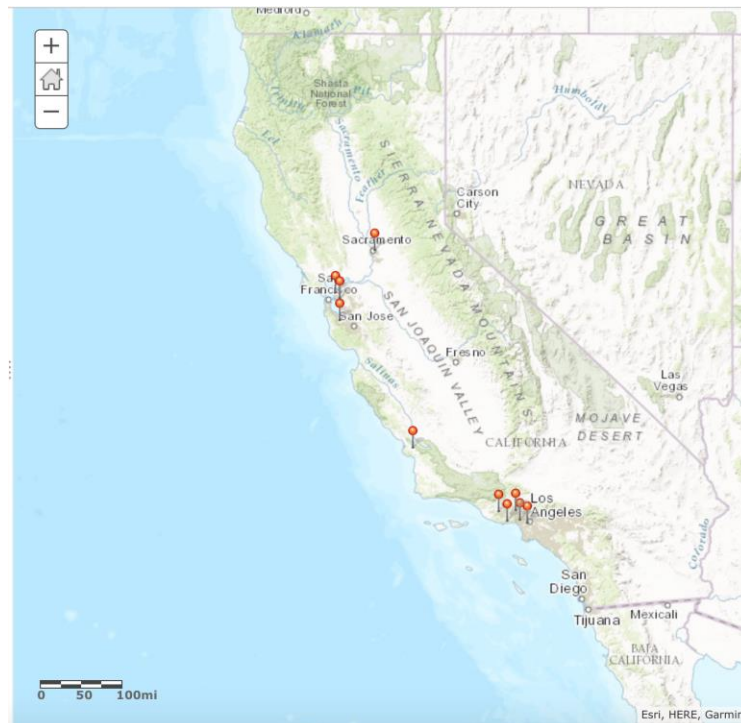 Medford
Klamath
+
Shasta
National
Forest
Pit
Trinity
−
Humboldt
Eel
Sacramento
Feather
SIERRA NEVADA MOUNTAINS
Carson
City
NEVADA
GREAT
BASIN
Sacramento
San
Francisco
San Jose
SAN JOAQUIN VALLEY
Fresno
Salinas
Las
Vegas
MOJAVE
DESERT
CALIFORNIA
Los
Angeles
Colorado
San
Diego
Tijuana
Mexicali
BAJA
CALIFORNIA
0 50 100mi
Esri, HERE, Garmin